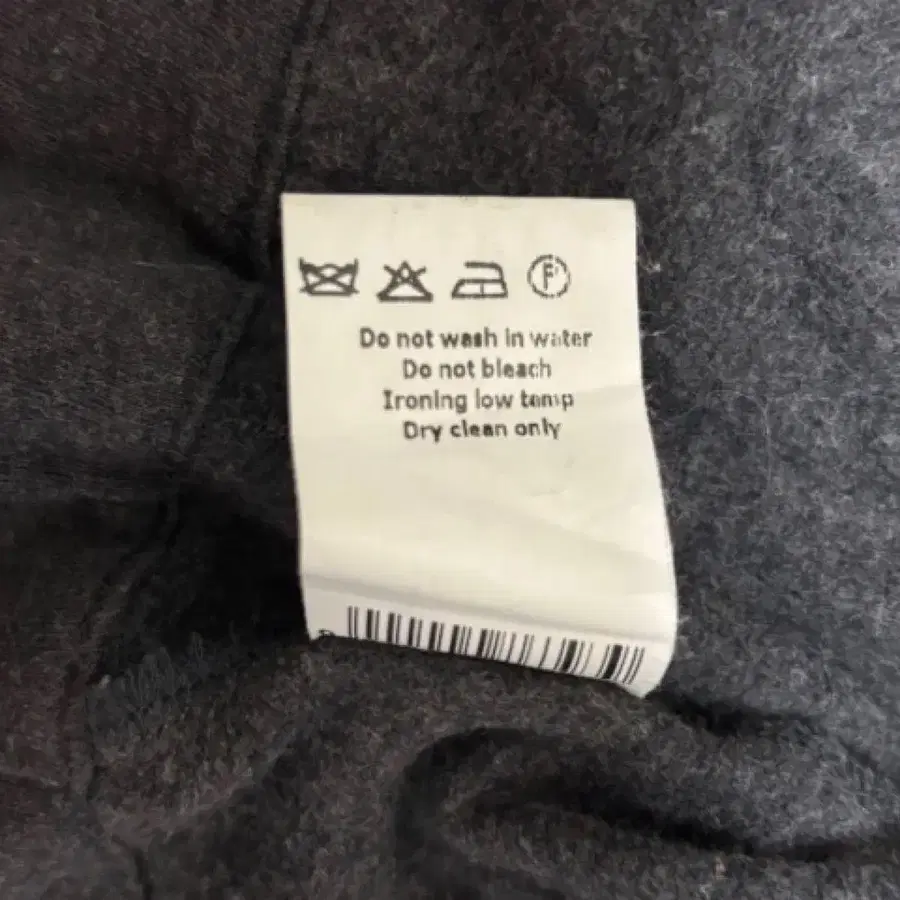 F
Do not wash in water
Do not bleach
Ironing low temp
Dry clean only